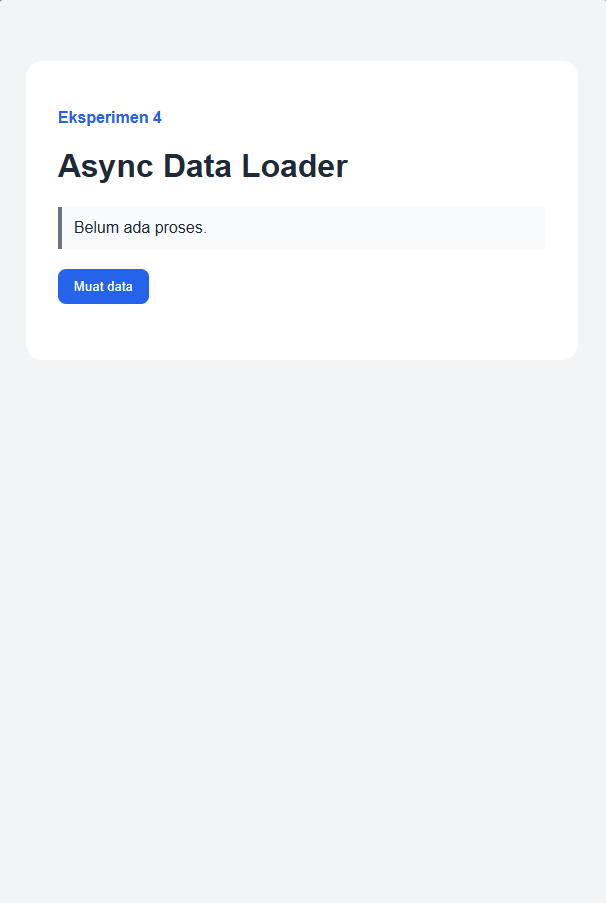 Eksperimen 4
Async Data Loader
Belum ada proses.
Muat data